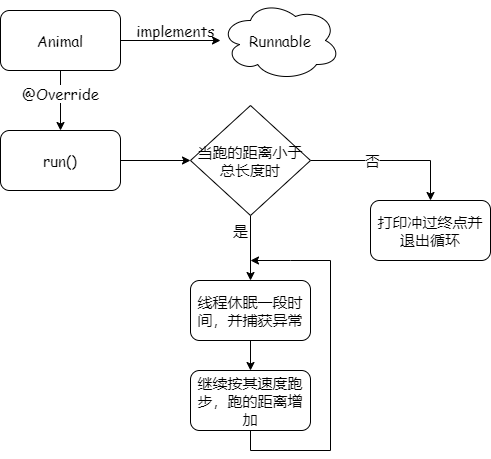 Animal
implements
Runnable
@Override
run()
当跑的距离小于
总长度时
否
打印冲过终点并
退出循环
是
线程休眠一段时
间，并捕获异常
继续按其速度跑
步，跑的距离增
加